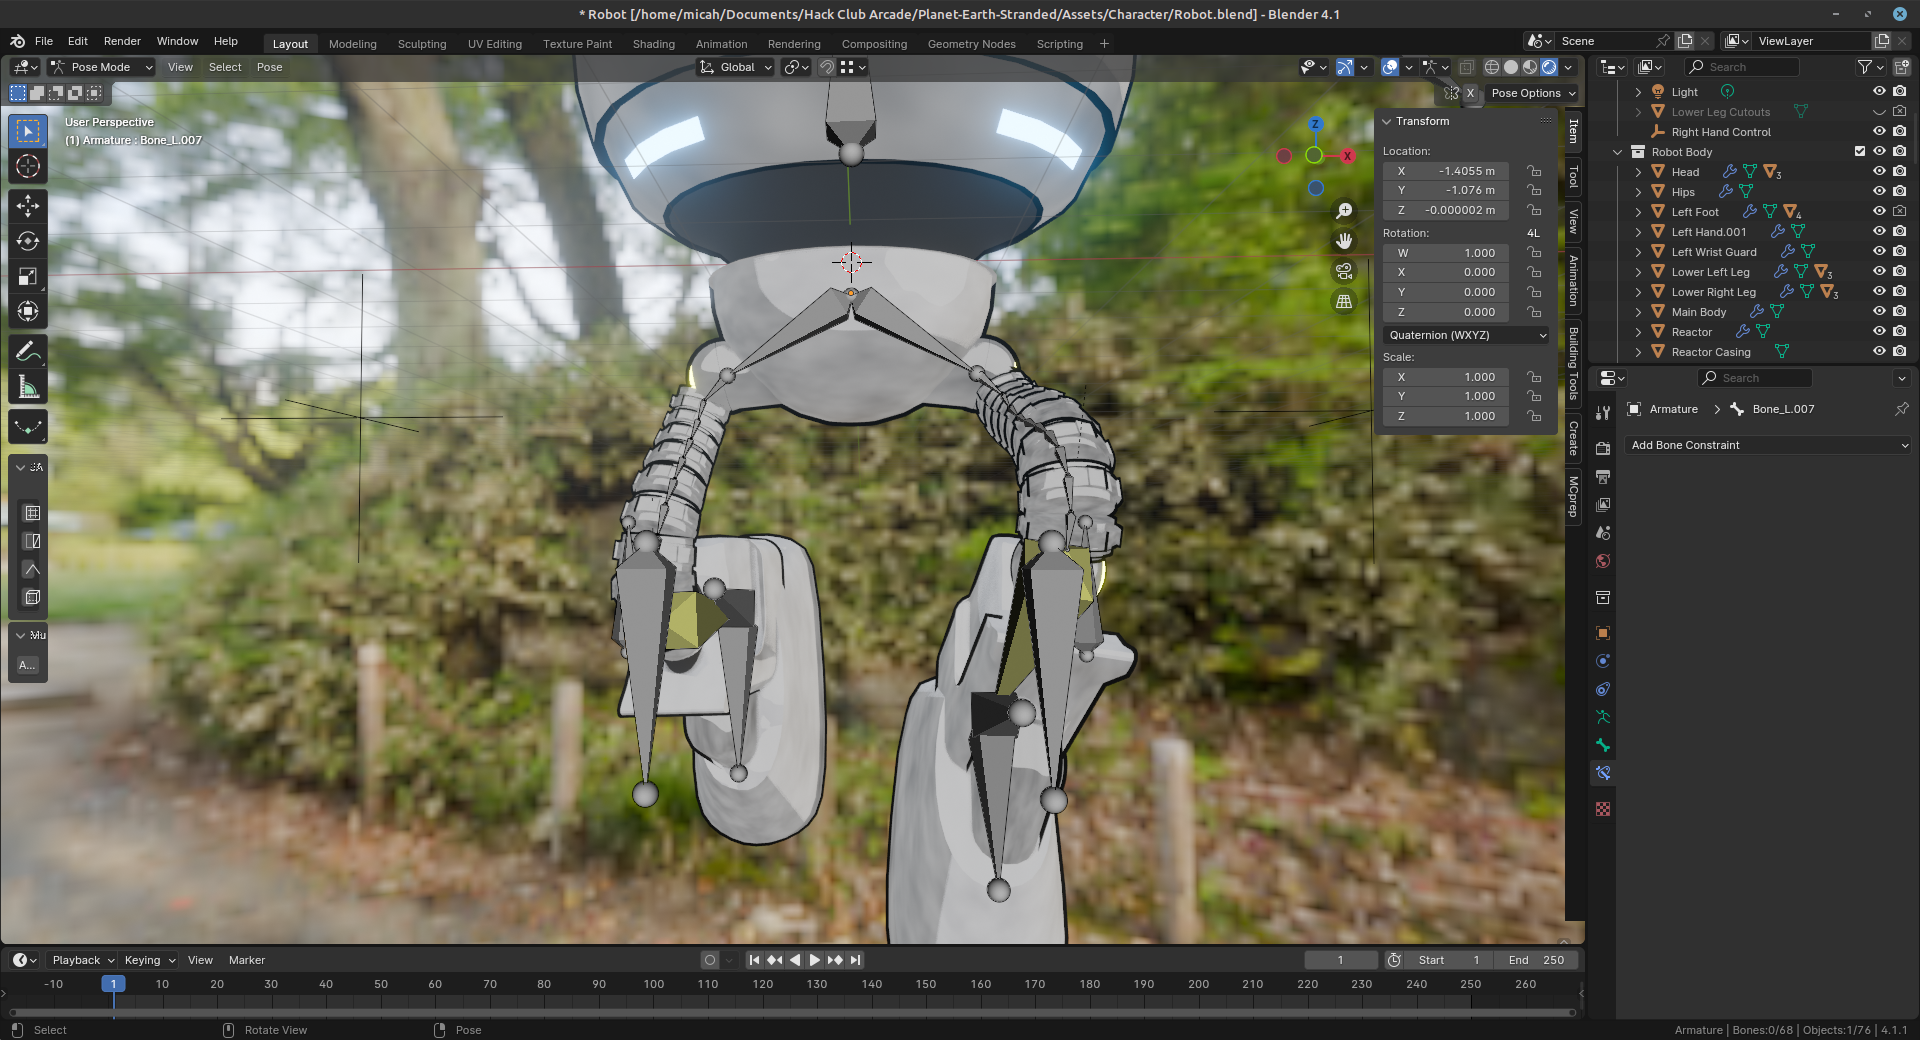 * Robot [/home/micah/Documents/Hack Club Arcade/Planet-Earth-Stranded/Assets/Character/Robot.blend] - Blender 4.1
File Edit Render Window Help
Layout Modeling Sculpting UV Editing Texture Paint Shading Animation Rendering Compositing Geometry Nodes Scripting +
Scene
ViewLayer
Pose Mode View Select Pose
Global
X Pose Options
User Perspective
(1) Armature : Bone_L.007
Z
X
Transform
Location:
X -1.4055 m
Y -1.076 m
Z -0.000002 m
Rotation: 4L
W 1.000
X 0.000
Y 0.000
Z 0.000
Quaternion (WXYZ)
Scale:
X 1.000
Y 1.000
Z 1.000
Item
Tool
View
Animation
Building Tools
Create
MCprep
Mu
A...
Search
Light
Lower Leg Cutouts
Right Hand Control
Robot Body
Head 3
Hips
Left Foot 4
Left Hand.001
Left Wrist Guard
Lower Left Leg 3
Lower Right Leg 3
Main Body
Reactor
Reactor Casing
Search
Armature > Bone_L.007
Add Bone Constraint
Playback Keying View Marker
1
Start 1
End 250
-10 1 10 20 30 40 50 60 70 80 90 100 110 120 130 140 150 160 170 180 190 200 210 220 230 240 250 260
Select Rotate View Pose
Armature | Bones:0/68 | Objects:1/76 | 4.1.1